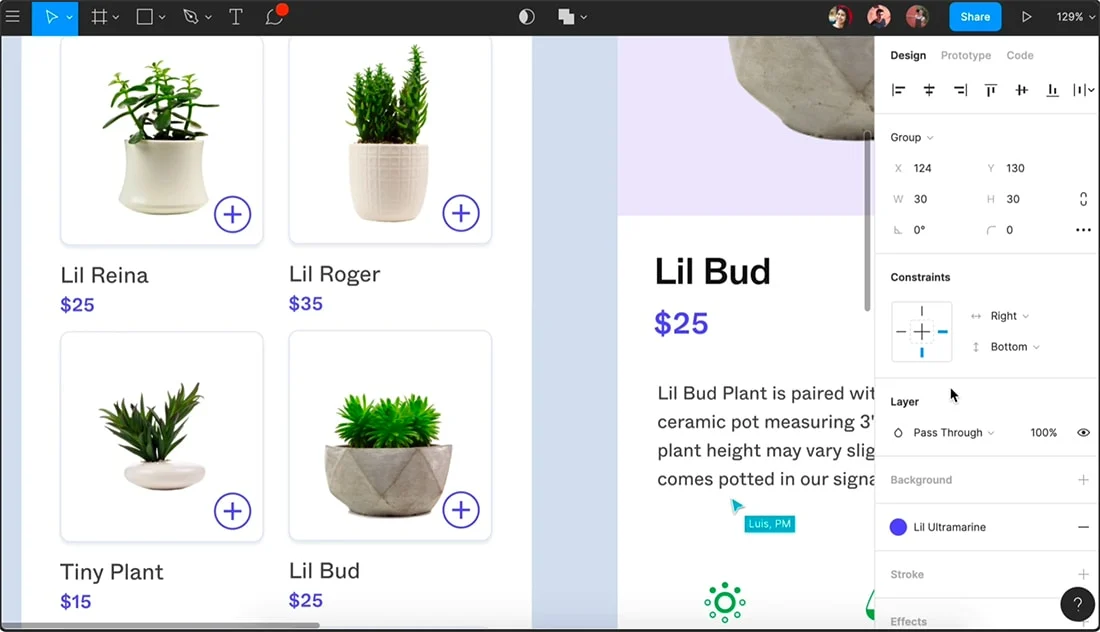 Share
129%
Design Prototype Code
Group
X 124 Y 130
W 30 H 30
0° 0
Constraints
Right
Bottom
Layer
Pass Through 100%
Background
Lil Ultramarine
Stroke
Effects
?
Lil Reina
$25
Lil Roger
$35
Tiny Plant
$15
Lil Bud
$25
Lil Bud
$25
Lil Bud Plant is paired wit
ceramic pot measuring 3"
plant height may vary slig
comes potted in our signa
Luis, PM